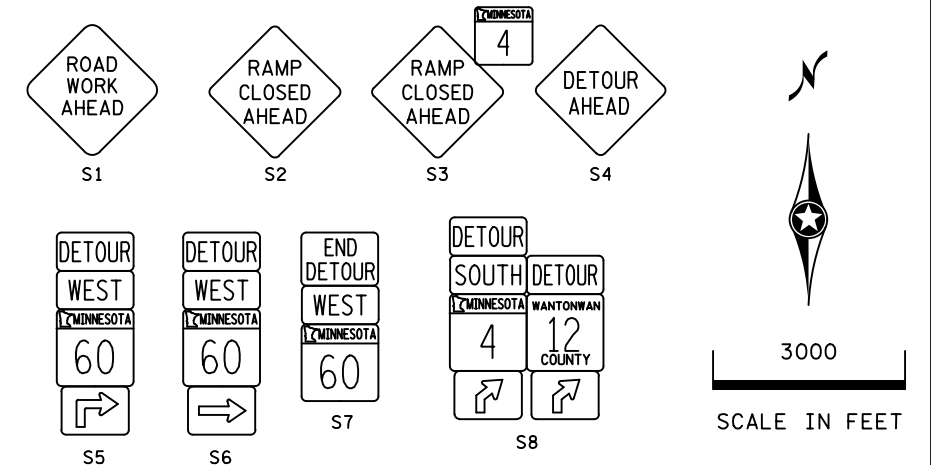 ROAD
WORK
AHEAD
S1
RAMP
CLOSED
AHEAD
S2
MINNESOTA
4
RAMP
CLOSED
AHEAD
S3
DETOUR
AHEAD
S4
N
DETOUR
WEST
MINNESOTA
60
S5
DETOUR
WEST
MINNESOTA
60
S6
END
DETOUR
WEST
MINNESOTA
60
S7
DETOUR
SOUTH
MINNESOTA
4
DETOUR
WANTONWAN
12
COUNTY
S8
3000
SCALE IN FEET